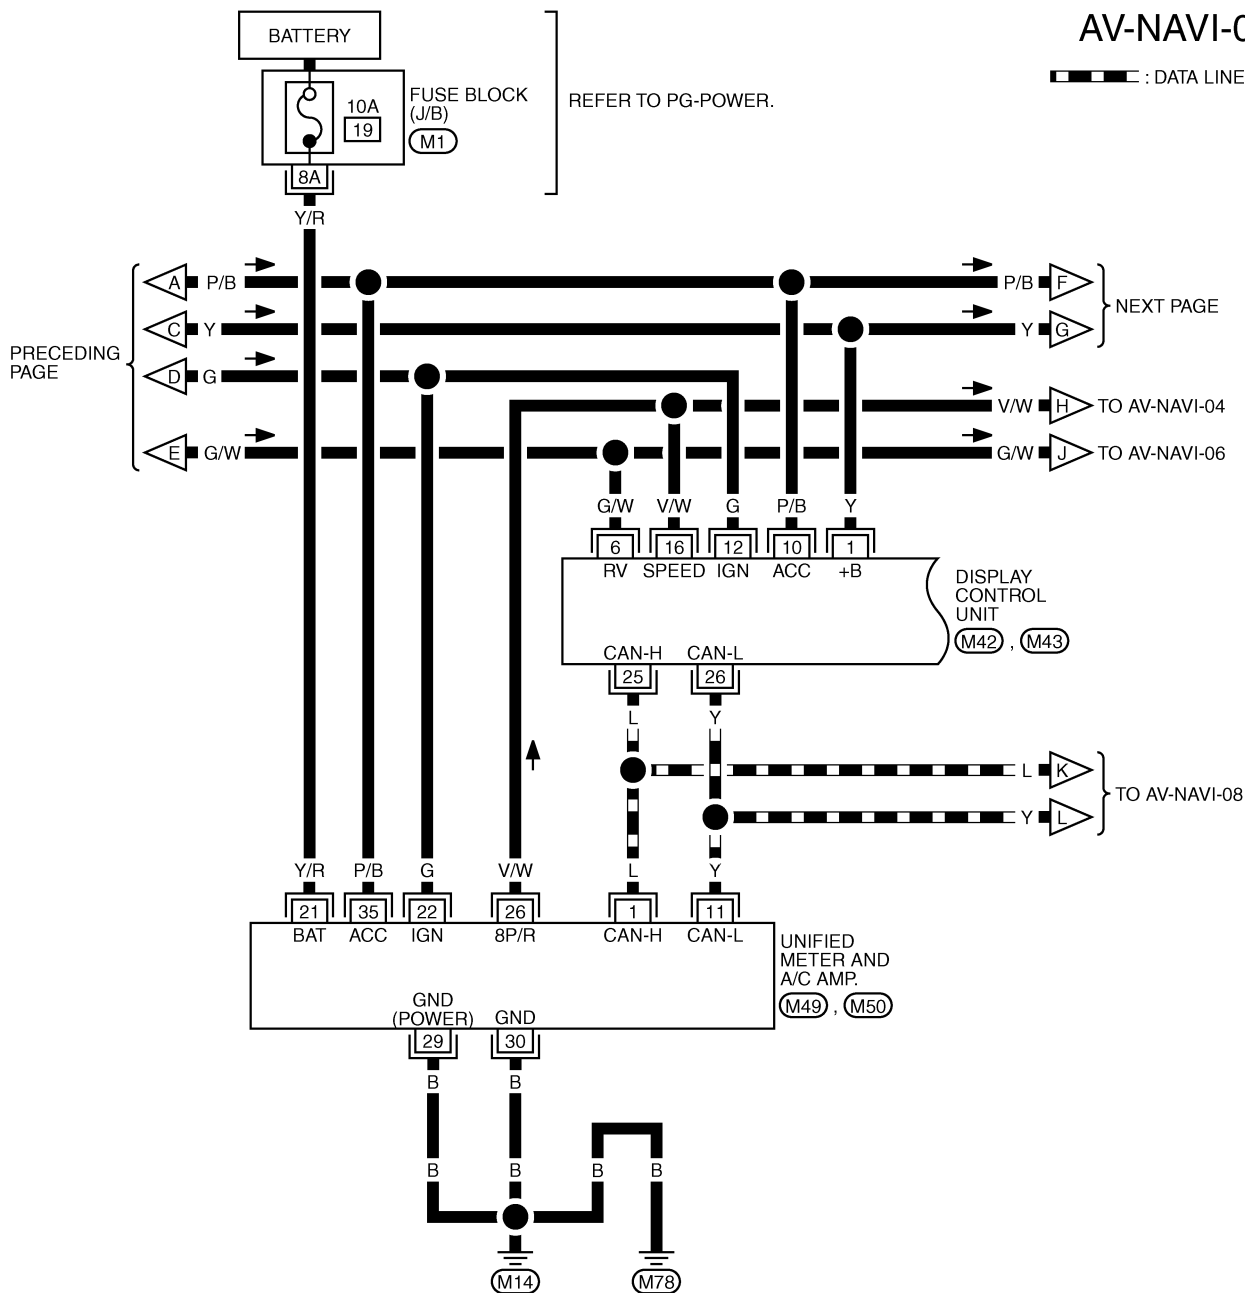 AV-NAVI-0
: DATA LINE
BATTERY
10A
19
FUSE BLOCK
(J/B)
M1
REFER TO PG-POWER.
8A
Y/R
PRECEDING
PAGE
A P/B P/B F
C Y Y G
NEXT PAGE
D G
V/W H TO AV-NAVI-04
E G/W G/W J TO AV-NAVI-06
G/W V/W G P/B Y
6 16 12 10 1
RV SPEED IGN ACC +B
DISPLAY
CONTROL
UNIT
M42 , M43
CAN-H CAN-L
25 26
L Y
L K
Y L
TO AV-NAVI-08
Y/R P/B G V/W L Y
21 35 22 26 1 11
BAT ACC IGN 8P/R CAN-H CAN-L
UNIFIED
METER AND
A/C AMP.
M49 , M50
GND
(POWER) GND
29 30
B B
B B B B
M14 M78